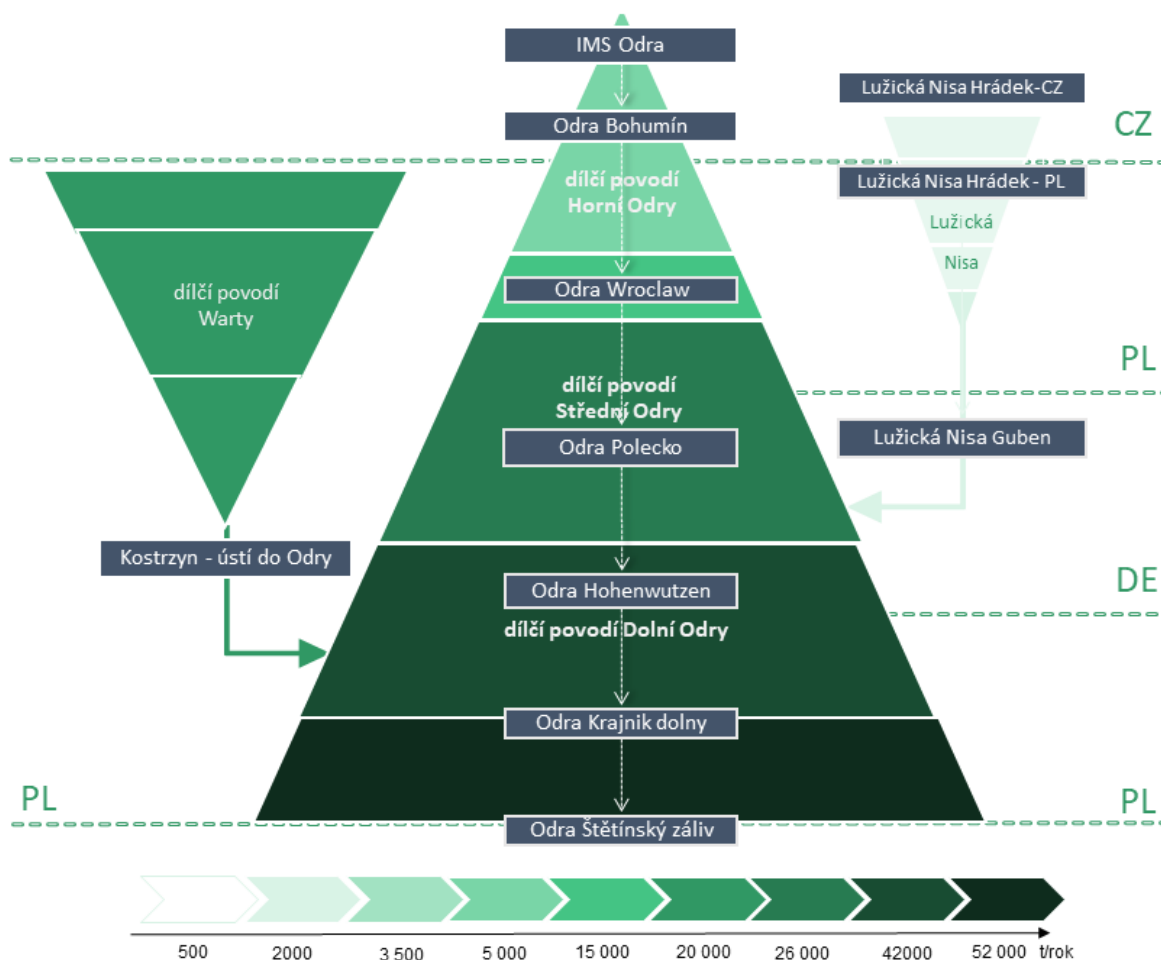 IMS Odra
Lužická Nisa Hrádek-CZ
CZ
Odra Bohumín
dílčí povodí
Horní Odry
Lužická Nisa Hrádek - PL
Lužická
Nisa
dílčí povodí
Warty
Odra Wroclaw
PL
dílčí povodí
Střední Odry
Odra Polecko
Lužická Nisa Guben
Kostrzyn - ústí do Odry
DE
Odra Hohenwutzen
dílčí povodí Dolní Odry
Odra Krajnik dolny
PL
PL
Odra Štětínský záliv
500 2000 3 500 5 000 15 000 20 000 26 000 42000 52 000 t/rok